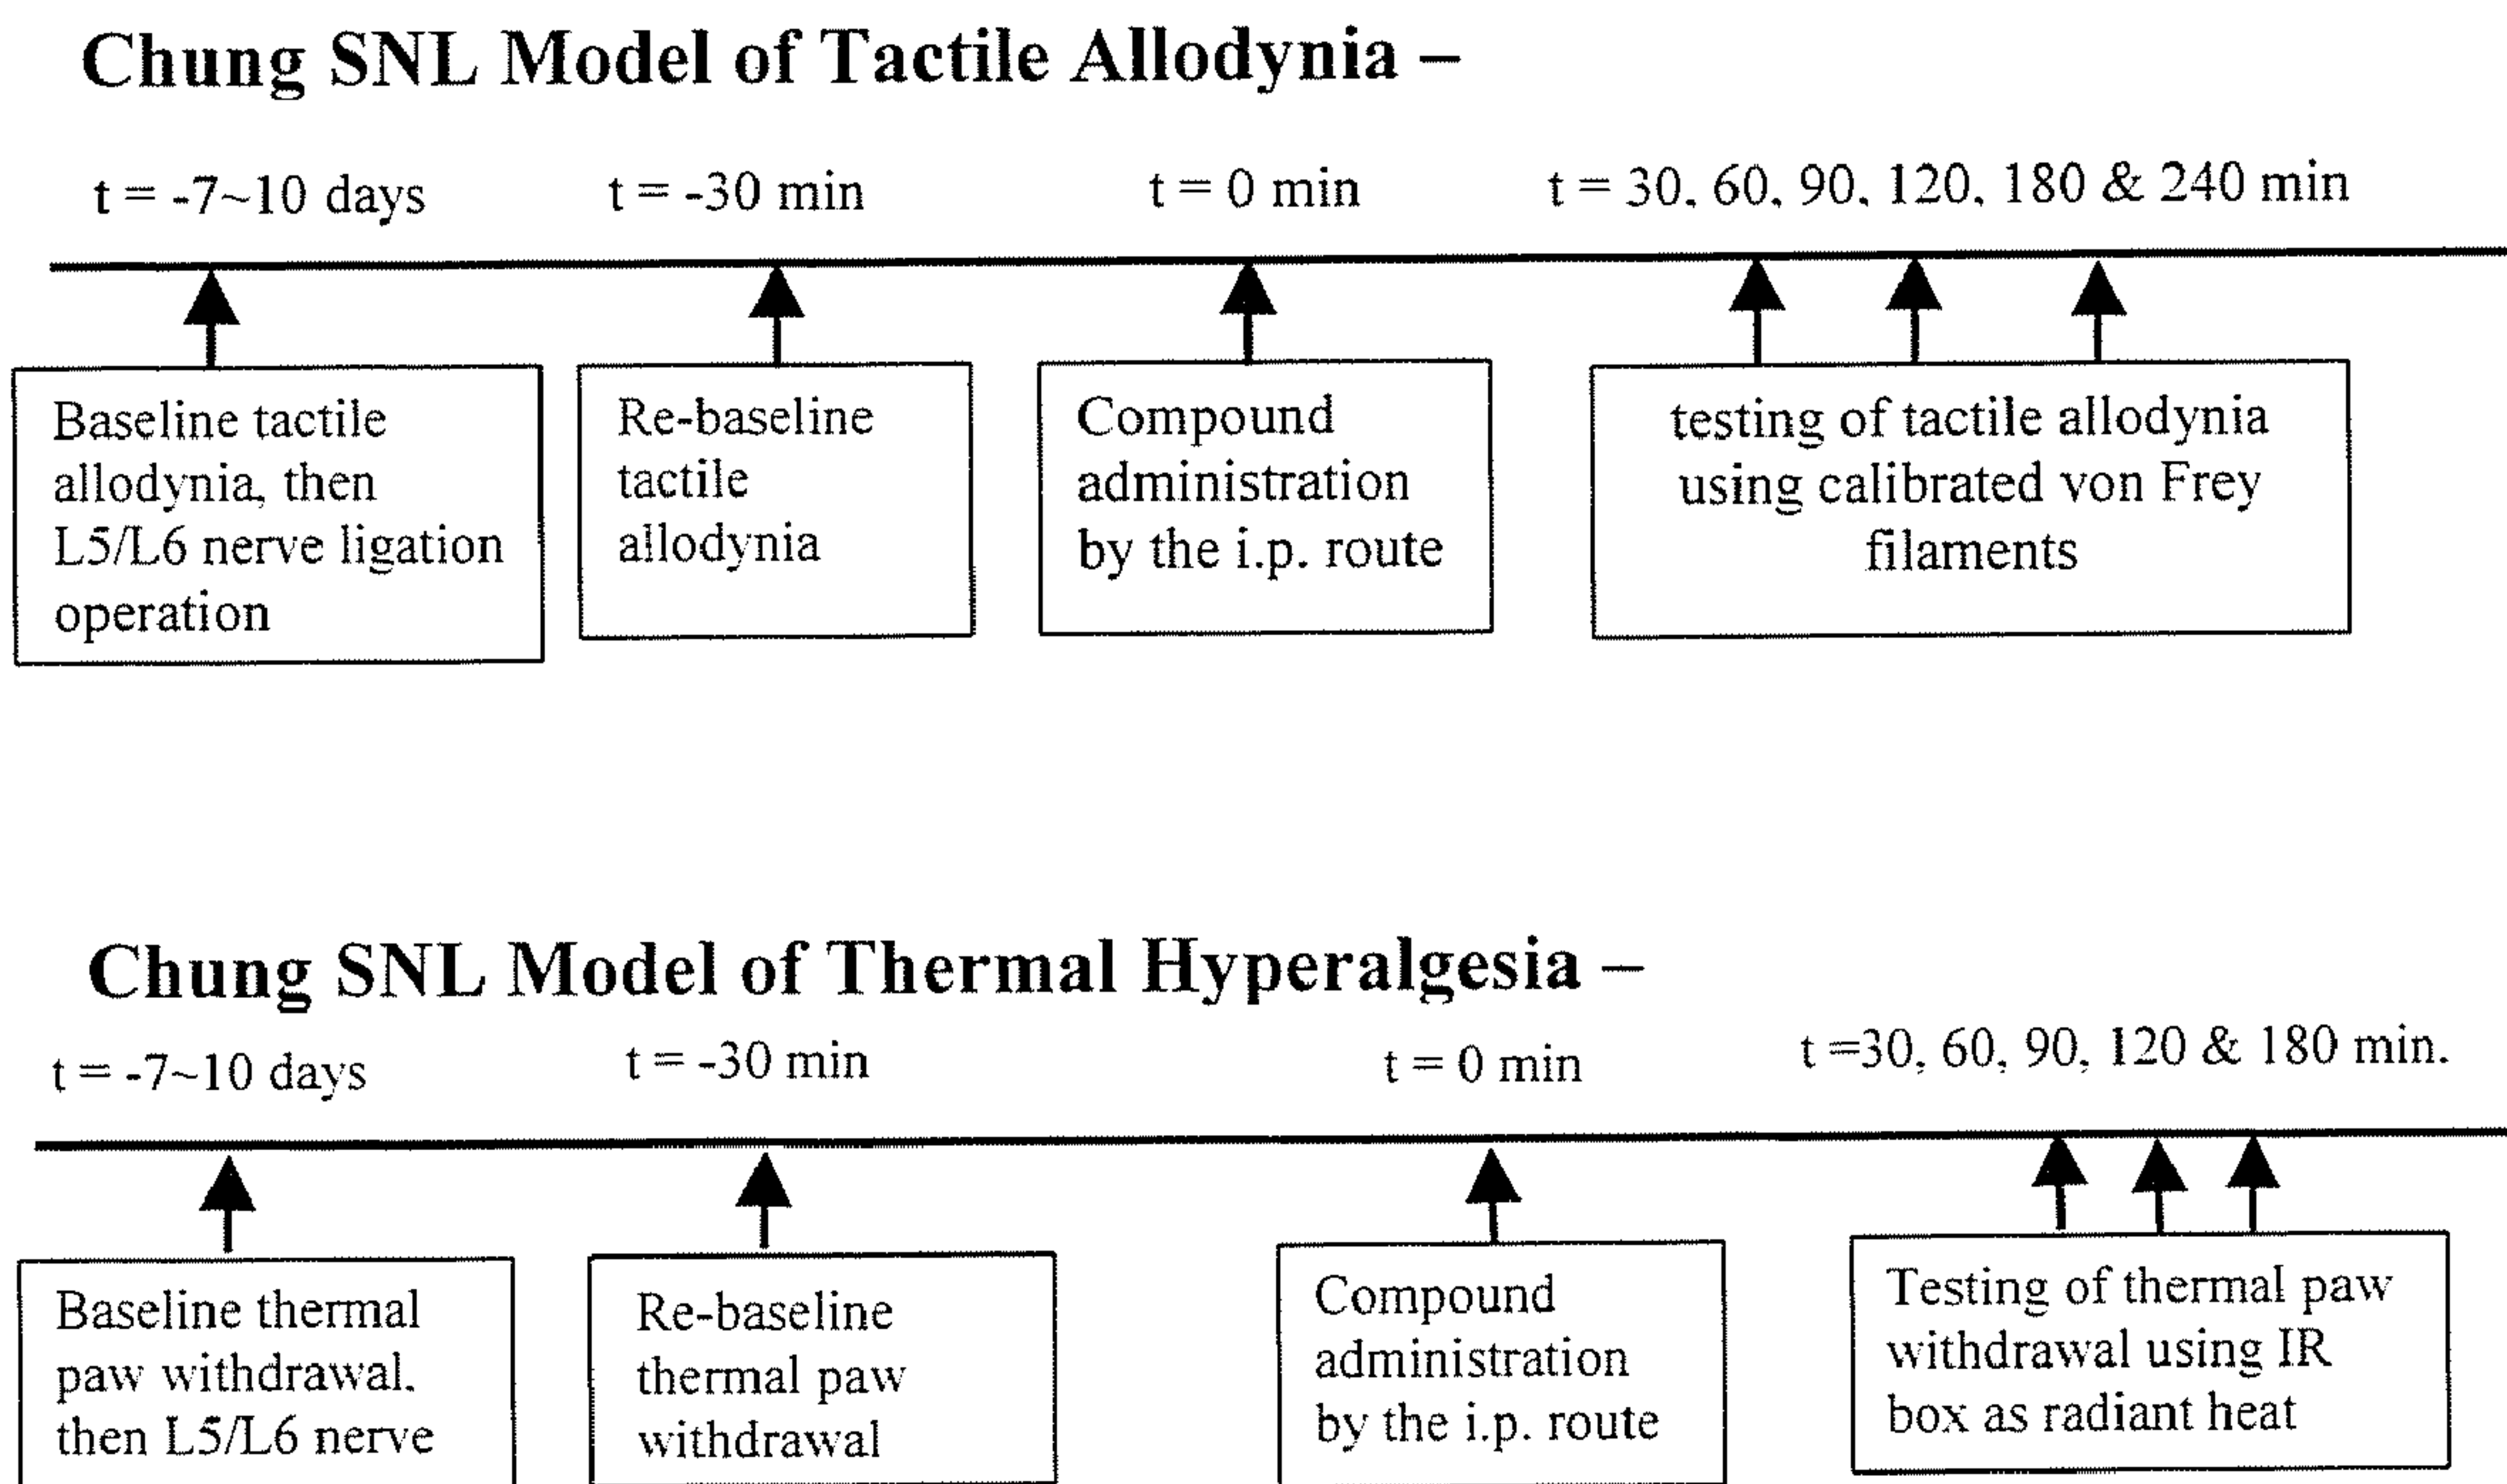 Chung SNL Model of Tactile Allodynia –
t = -7~10 days
t = -30 min
t = 0 min
t = 30, 60, 90, 120, 180 & 240 min
Baseline tactile
allodynia, then
L5/L6 nerve ligation
operation
Re-baseline
tactile
allodynia
Compound
administration
by the i.p. route
testing of tactile allodynia
using calibrated von Frey
filaments
Chung SNL Model of Thermal Hyperalgesia –
t = -7~10 days
t = -30 min
t = 0 min
t =30, 60, 90, 120 & 180 min.
Baseline thermal
paw withdrawal,
then L5/L6 nerve
Re-baseline
thermal paw
withdrawal
Compound
administration
by the i.p. route
Testing of thermal paw
withdrawal using IR
box as radiant heat